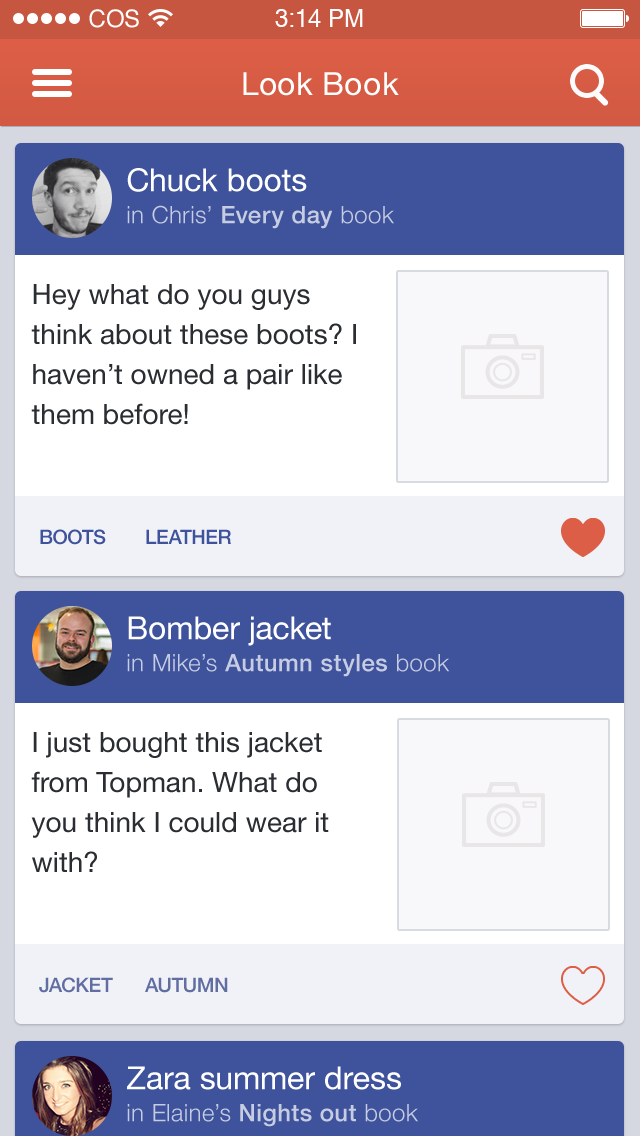 COS 3:14 PM
Look Book
Chuck boots
in Chris’ Every day book
Hey what do you guys
think about these boots? I
haven’t owned a pair like
them before!
BOOTS LEATHER
Bomber jacket
in Mike’s Autumn styles book
I just bought this jacket
from Topman. What do
you think I could wear it
with?
JACKET AUTUMN
Zara summer dress
in Elaine’s Nights out book